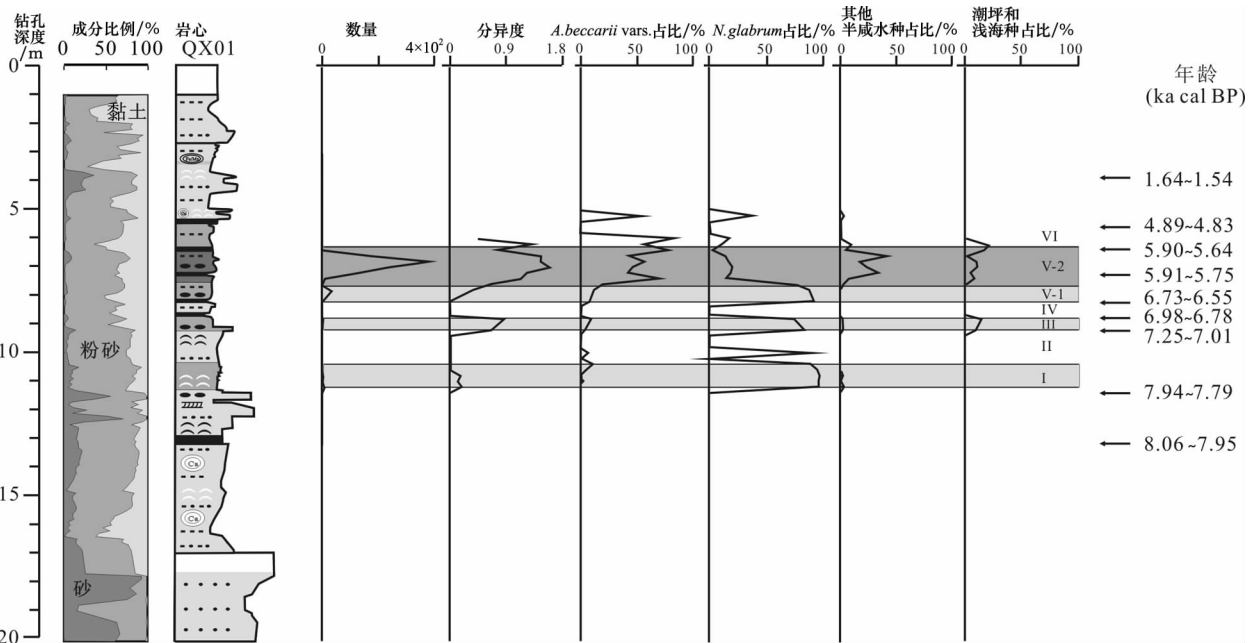 钻孔
深度
/m
成分比例/%
0 50 100
岩心
QX01
数量
0 4×10²
分异度
0 0.9 1.8
A.beccarii vars.占比/%
0 50 100
N.glabrum占比/%
0 50 100
其他
半咸水种占比/%
0 50 100
潮坪和
浅海种占比/%
0 50 100
年龄
(ka cal BP)
0
5
10
15
20
黏土
粉砂
砂
Ca
Ca
VI
V-2
V-1
IV
III
II
I
1.64~1.54
4.89~4.83
5.90~5.64
5.91~5.75
6.73~6.55
6.98~6.78
7.25~7.01
7.94~7.79
8.06~7.95